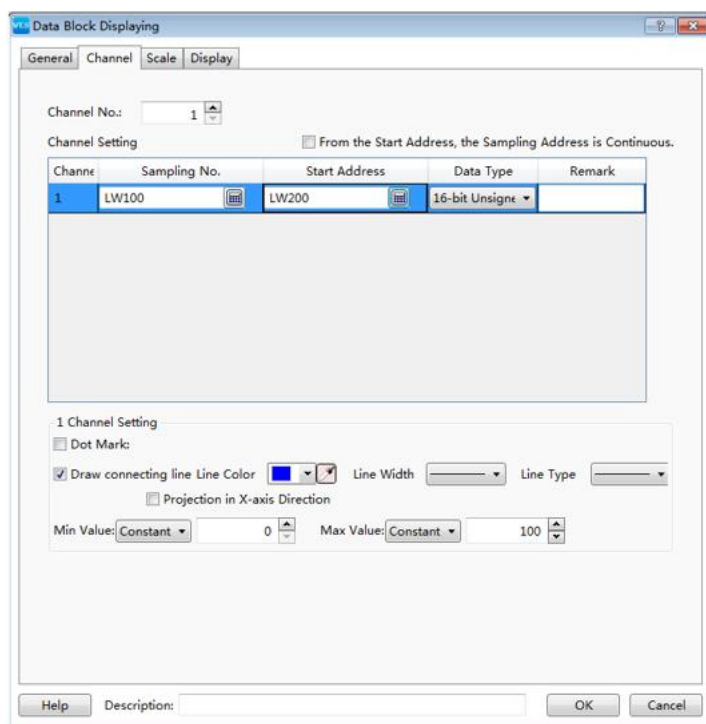 Data Block Displaying
General Channel Scale Display
Channel No.: 1
Channel Setting From the Start Address, the Sampling Address is Continuous.
Channe Sampling No. Start Address Data Type Remark
1 LW100 LW200 16-bit Unsigne
1 Channel Setting
Dot Mark:
Draw connecting line Line Color Line Width Line Type
Projection in X-axis Direction
Min Value: Constant 0 Max Value: Constant 100
Help Description: OK Cancel